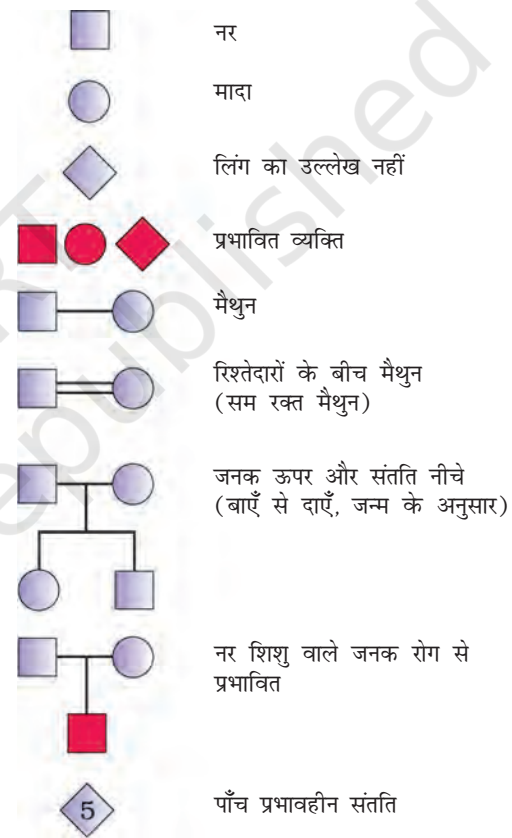 नर
मादा
लिंग का उल्लेख नहीं
प्रभावित व्यक्ति
मैथुन
रिश्तेदारों के बीच मैथुन
(सम रक्त मैथुन)
जनक ऊपर और संतति नीचे
(बाएँ से दाएँ, जन्म के अनुसार)
नर शिशु वाले जनक रोग से
प्रभावित
5 पाँच प्रभावहीन संतति